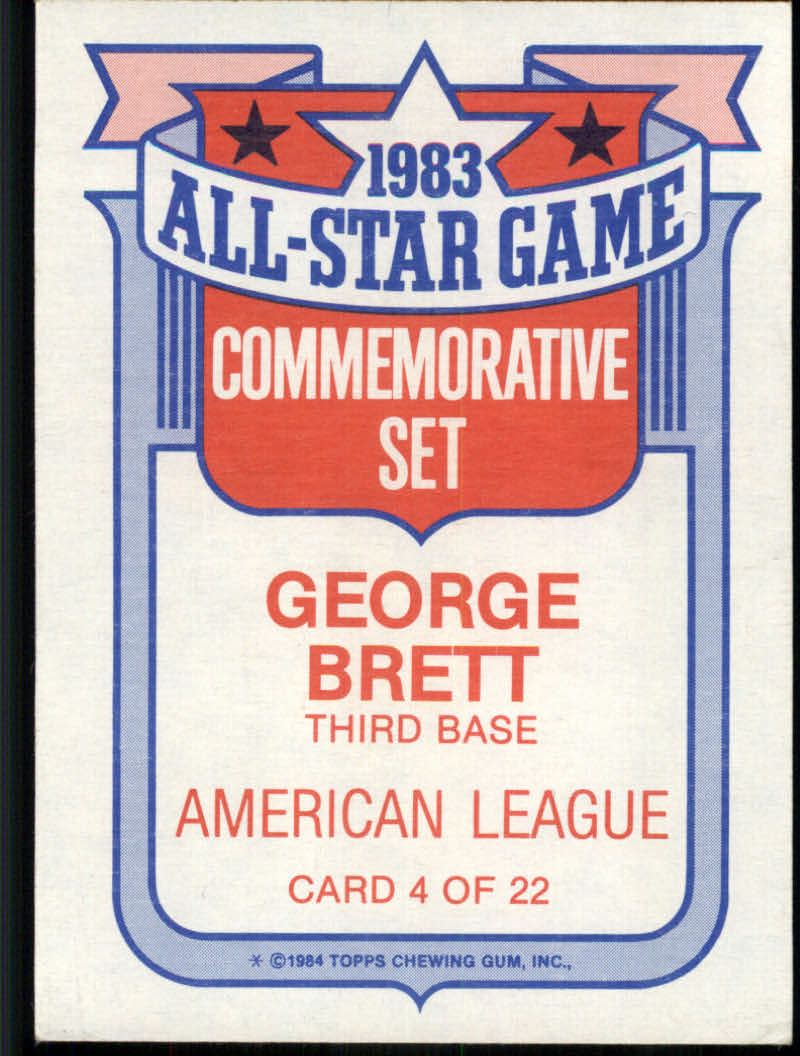 1983
ALL-STAR GAME
COMMEMORATIVE
SET
GEORGE
BRETT
THIRD BASE
AMERICAN LEAGUE
CARD 4 OF 22
* ©1984 TOPPS CHEWING GUM, INC.,